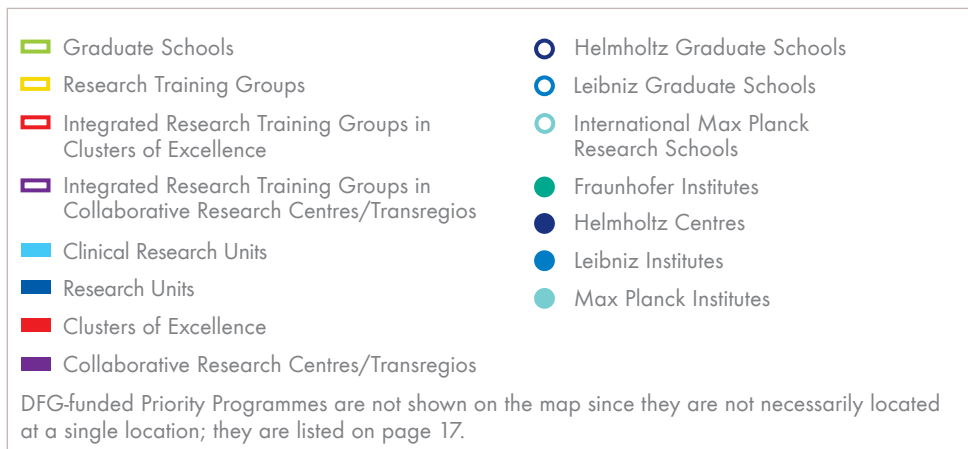 Graduate Schools
Research Training Groups
Integrated Research Training Groups in
Clusters of Excellence
Integrated Research Training Groups in
Collaborative Research Centres/Transregios
Clinical Research Units
Research Units
Clusters of Excellence
Collaborative Research Centres/Transregios
Helmholtz Graduate Schools
Leibniz Graduate Schools
International Max Planck
Research Schools
Fraunhofer Institutes
Helmholtz Centres
Leibniz Institutes
Max Planck Institutes
DFG-funded Priority Programmes are not shown on the map since they are not necessarily located
at a single location; they are listed on page 17.